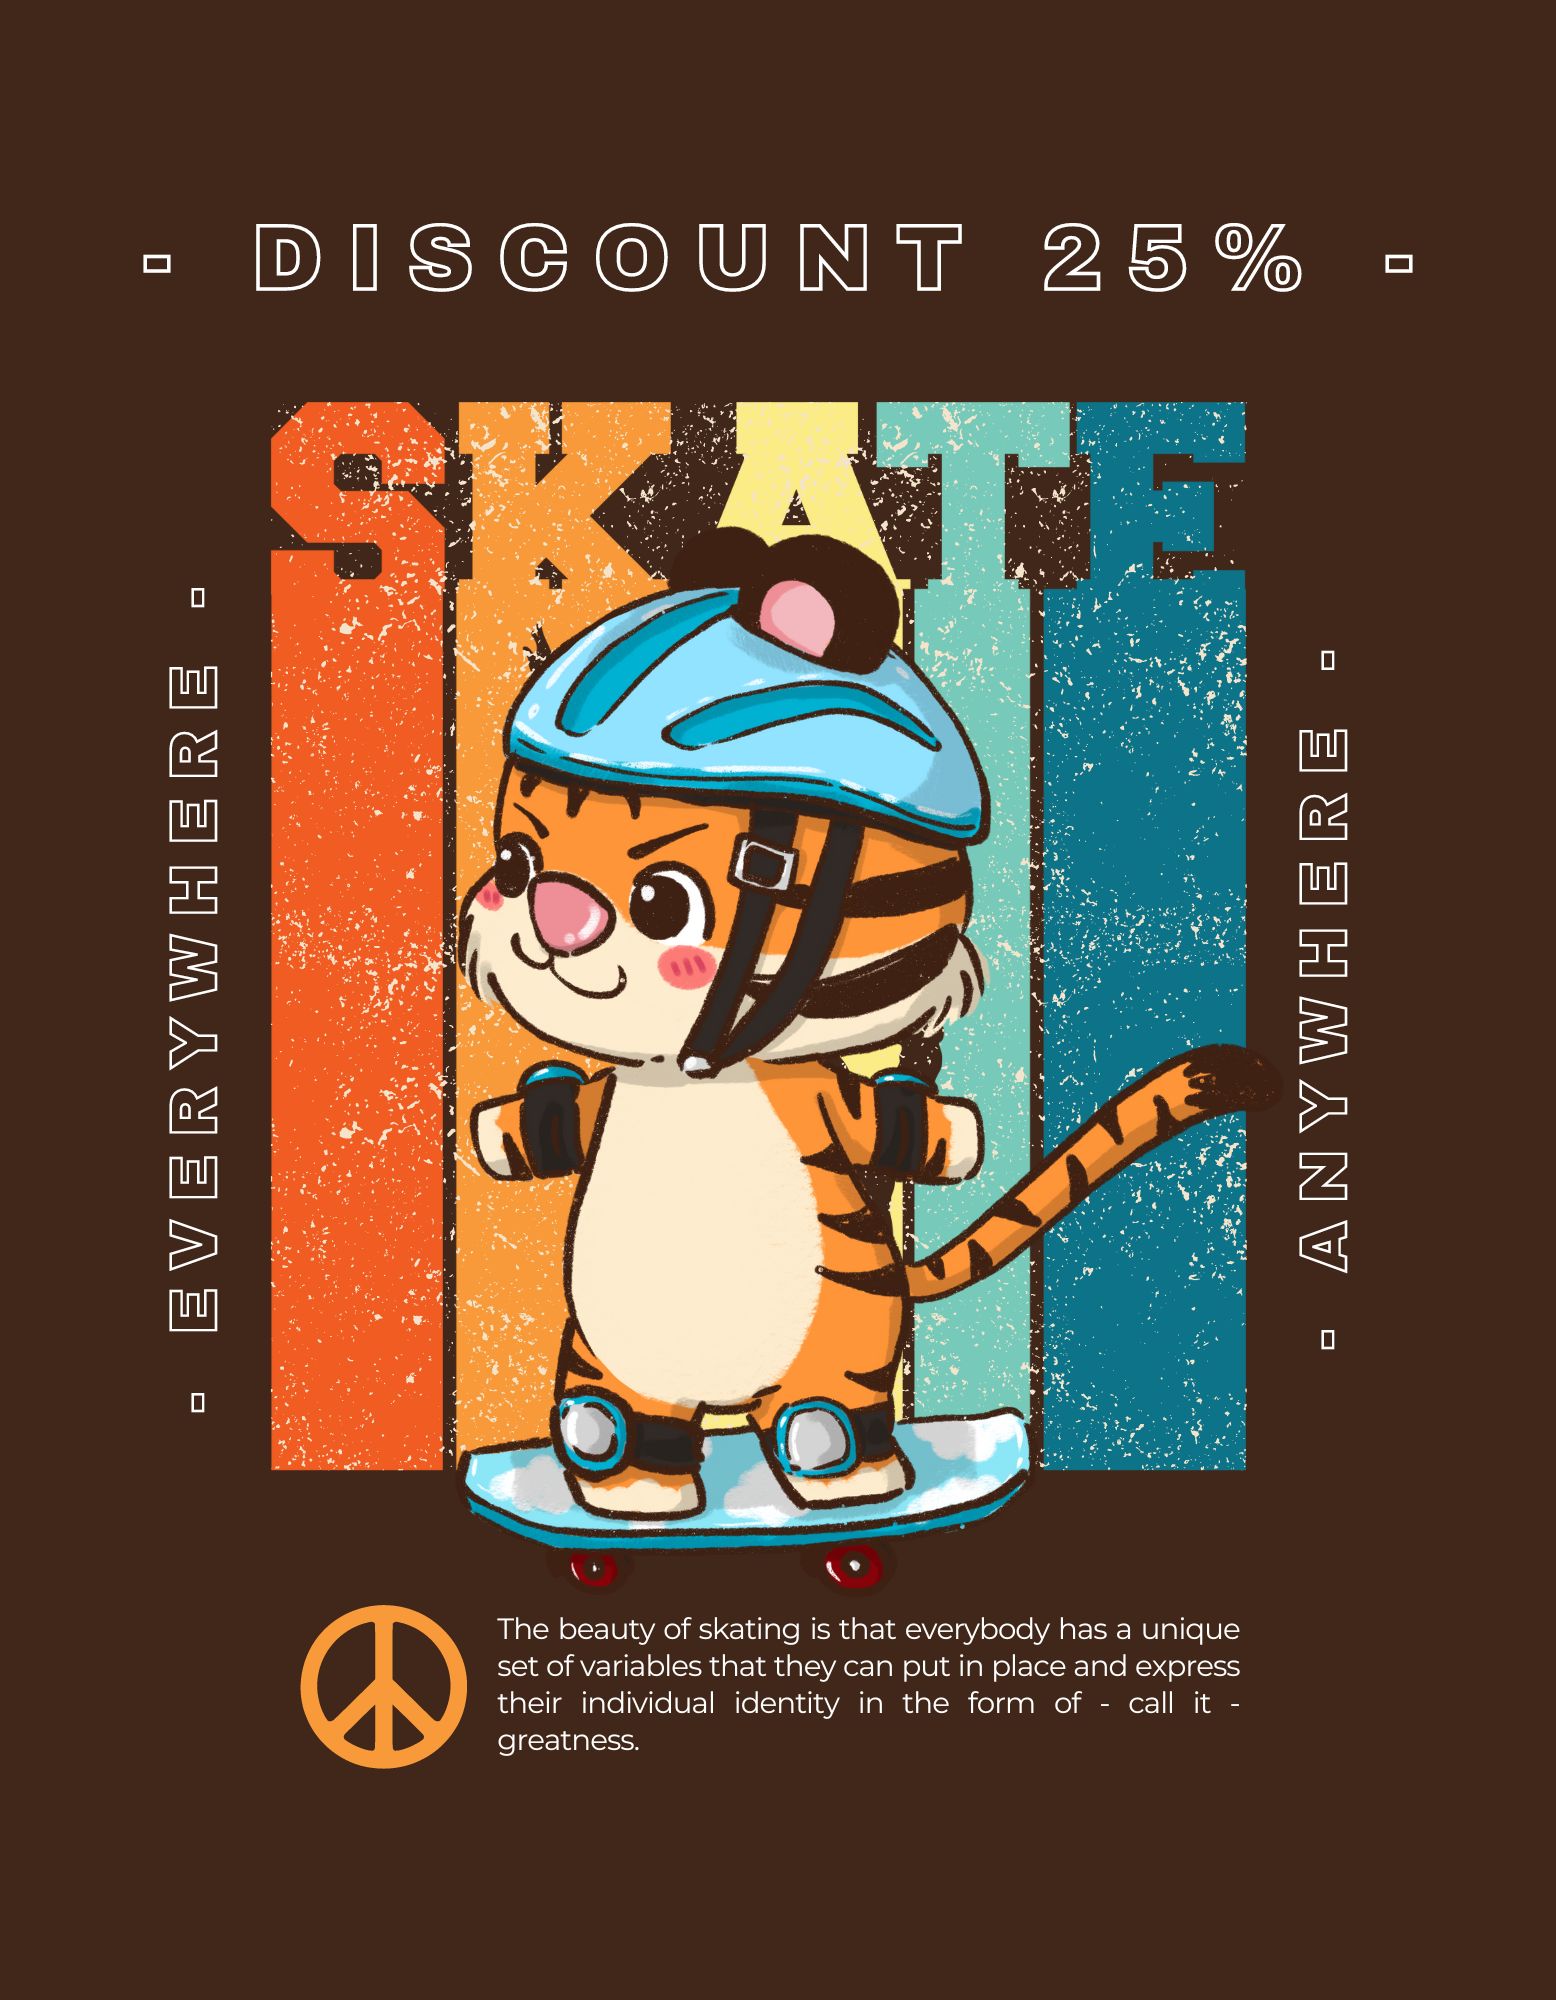 - DISCOUNT 25% -
SKATE
- EVERYWHERE -
- ANYWHERE -
The beauty of skating is that everybody has a unique
set of variables that they can put in place and express
their individual identity in the form of - call it -
greatness.